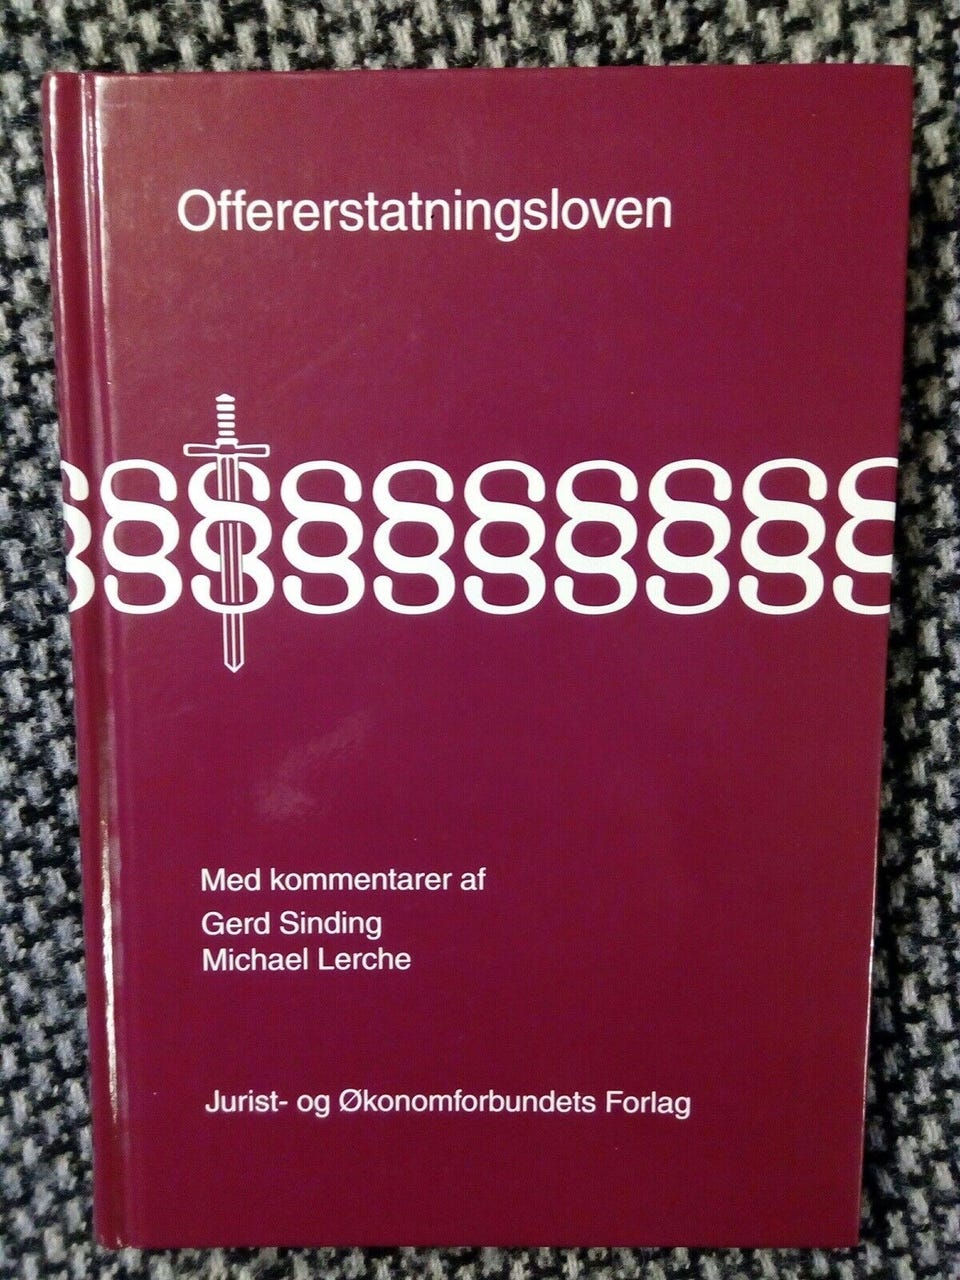 Offererstatningsloven
§§§§§§§§§§
Med kommentarer af
Gerd Sinding
Michael Lerche
Jurist- og Økonomforbundets Forlag